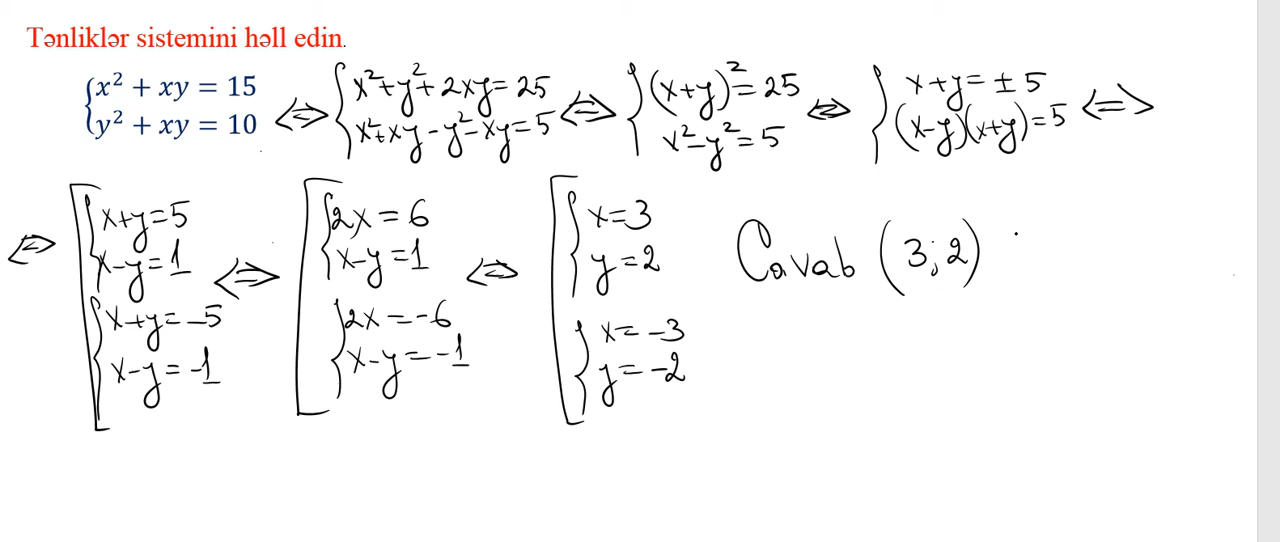 Tənliklər sistemini həll edin.
{x² + xy = 15 ⇔ {x²+y²+2xy=25 ⇔ {(x+y)²=25 ⇔ {x+y=±5 ⇔
{y² + xy = 10 {x²+xy-y²-xy=5 {x²-y²=5 {(x-y)(x+y)=5
⇔ [{x+y=5 ⇔ [{2x=6 ⇔ [{x=3 Cavab (3;2)
{x-y=1 {x-y=1 {y=2
{x+y=-5 {2x=-6 {x=-3
{x-y=-1 {x-y=-1 {y=-2